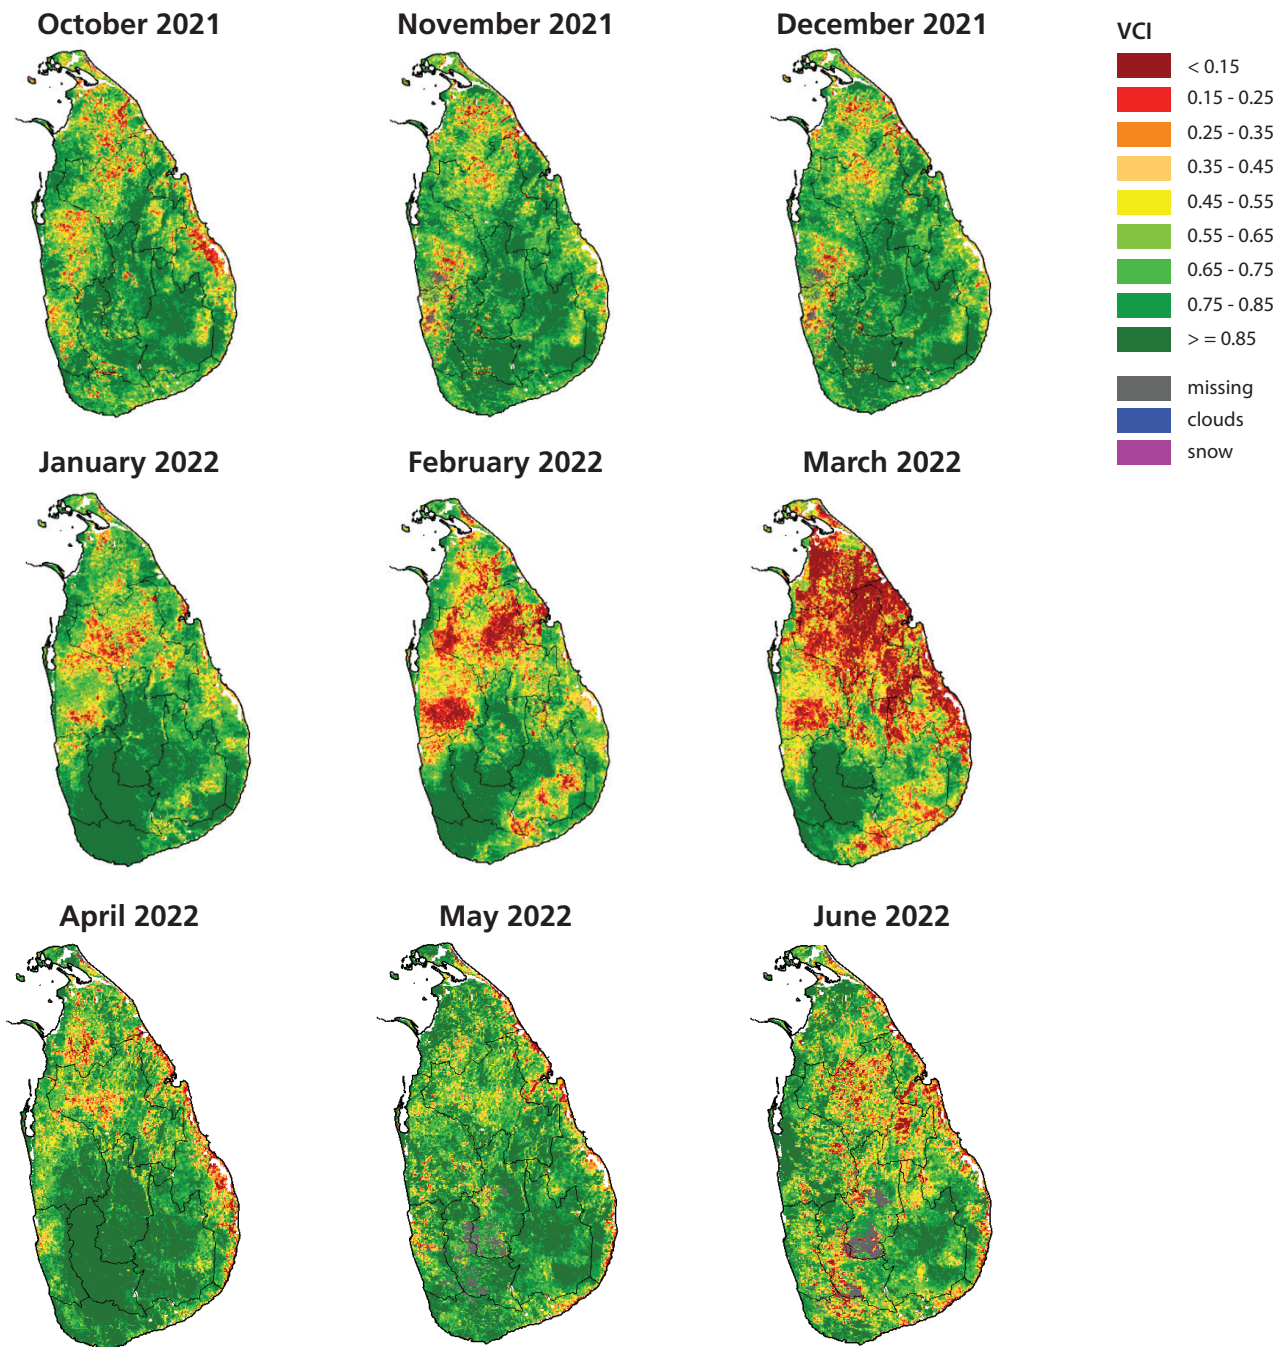 October 2021
November 2021
December 2021
VCI
< 0.15
0.15 - 0.25
0.25 - 0.35
0.35 - 0.45
0.45 - 0.55
0.55 - 0.65
0.65 - 0.75
0.75 - 0.85
> = 0.85
missing
clouds
snow
January 2022
February 2022
March 2022
April 2022
May 2022
June 2022